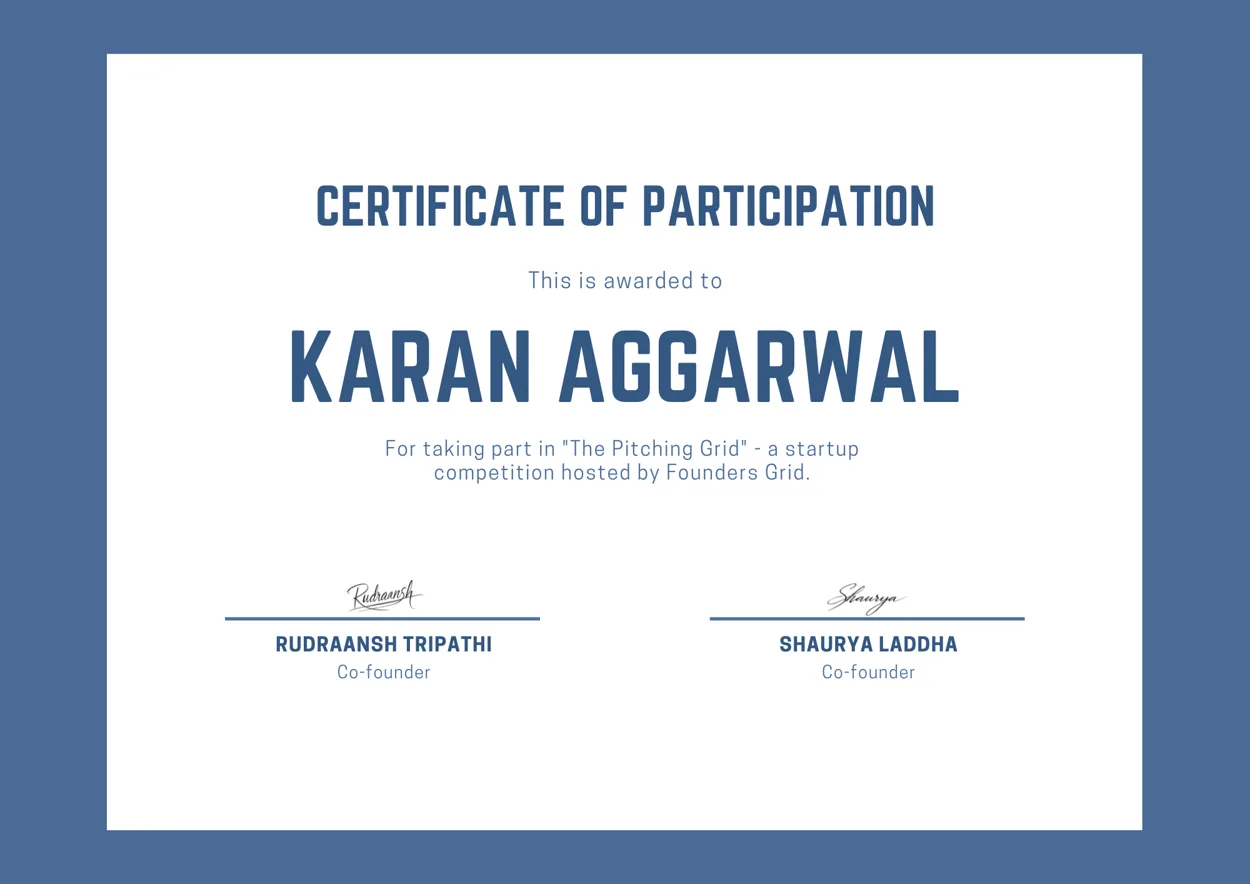 CERTIFICATE OF PARTICIPATION
This is awarded to
KARAN AGGARWAL
For taking part in "The Pitching Grid" - a startup
competition hosted by Founders Grid.
Rudraansh
Shaurya
RUDRAANSH TRIPATHI
SHAURYA LADDHA
Co-founder
Co-founder